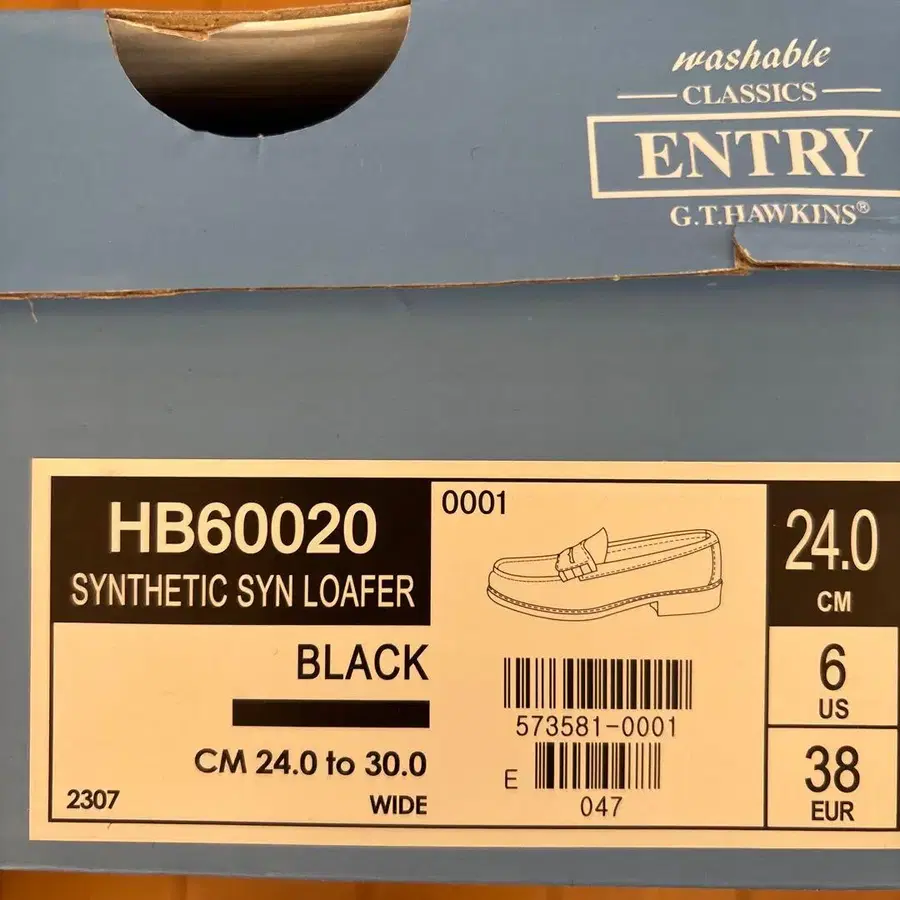 washable
CLASSICS
ENTRY
G.T.HAWKINS®
HB60020
SYNTHETIC SYN LOAFER
BLACK
CM 24.0 to 30.0
2307
WIDE
0001
573581-0001
E
047
24.0
CM
6
US
38
EUR